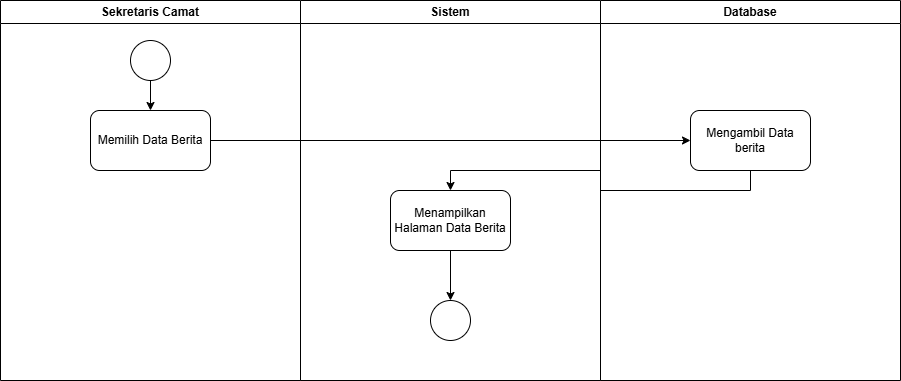 Sekretaris Camat
Sistem
Database
Memilih Data Berita
Mengambil Data
berita
Menampilkan
Halaman Data Berita